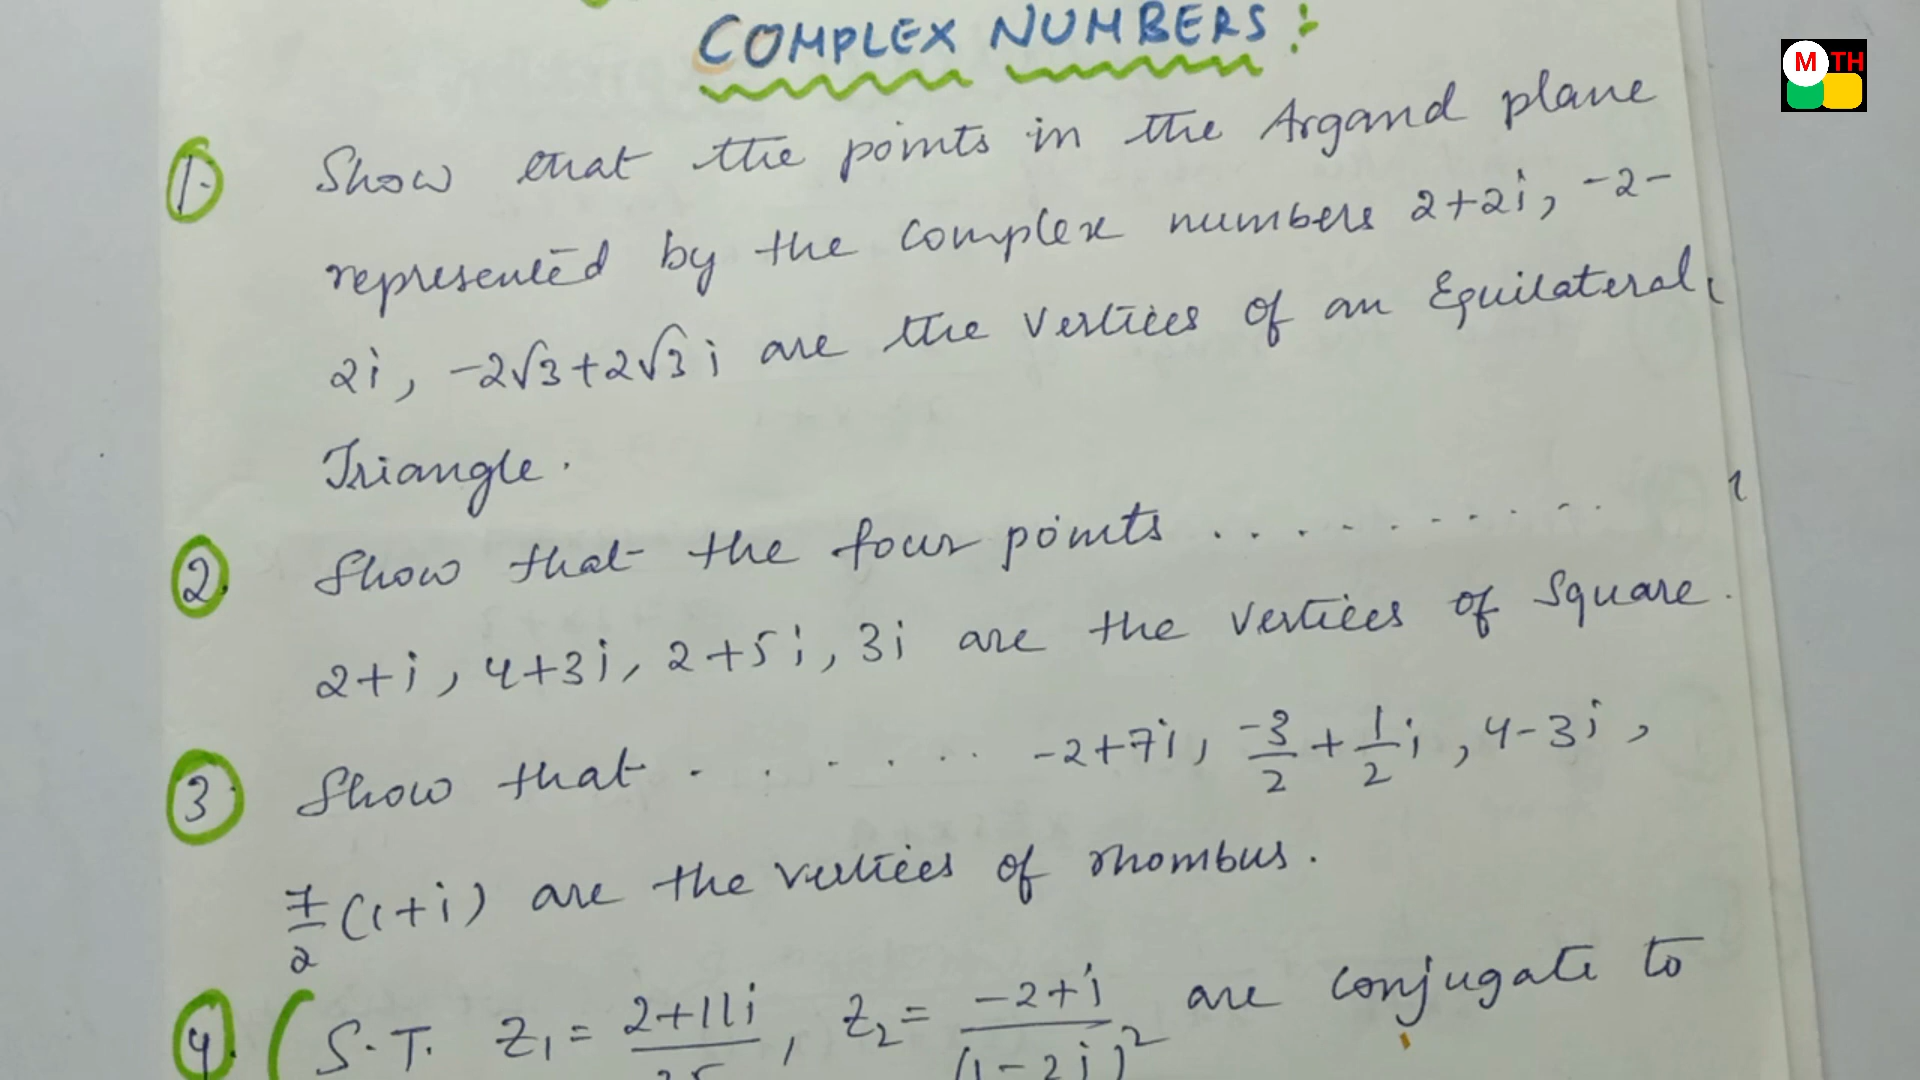 COMPLEX NUMBERS :-
M TH
1. Show that the points in the Argand plane
represented by the complex numbers 2+2i, -2-
2i, -2√3+2√3i are the vertices of an Equilateral
Triangle.
2. Show that the four points ..........
2+i, 4+3i, 2+5i, 3i are the vertices of square.
3 Show that ....... -2+7i, -3/2 + 1/2 i, 4-3i,
7/2 (1+i) are the vertices of rhombus.
4. ( S.T. Z₁ = 2+11i/25, Z₂ = -2+i/(1-2i)² are conjugate to